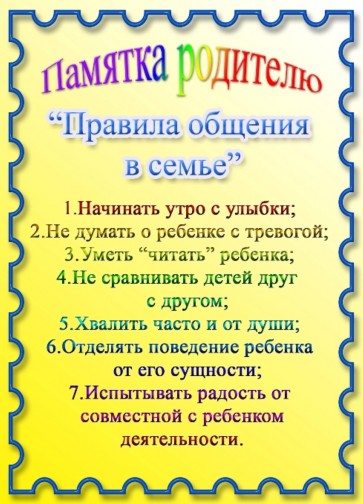 Памятка родителю
“Правила общения
в семье”
1.Начинать утро с улыбки;
2.Не думать о ребенке с тревогой;
3.Уметь “читать” ребенка;
4.Не сравнивать детей друг
с другом;
5.Хвалить часто и от души;
6.Отделять поведение ребенка
от его сущности;
7.Испытывать радость от
совместной с ребенком
деятельности.